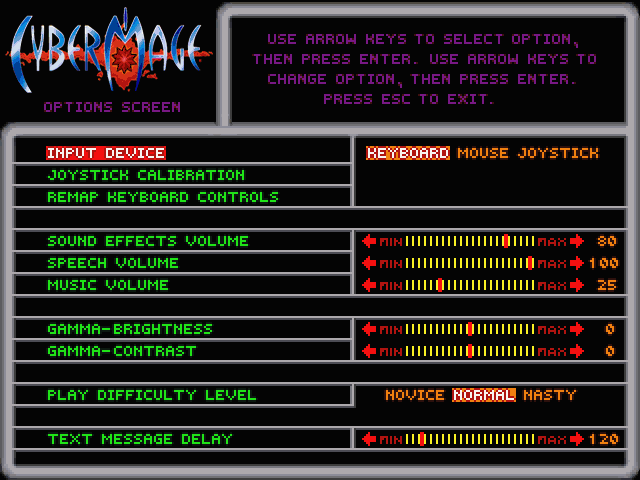 CYBERMAGE
OPTIONS SCREEN
USE ARROW KEYS TO SELECT OPTION,
THEN PRESS ENTER. USE ARROW KEYS TO
CHANGE OPTION, THEN PRESS ENTER.
PRESS ESC TO EXIT.
INPUT DEVICE KEYBOARD MOUSE JOYSTICK
JOYSTICK CALIBRATION
REMAP KEYBOARD CONTROLS
SOUND EFFECTS VOLUME MIN MAX 80
SPEECH VOLUME MIN MAX 100
MUSIC VOLUME MIN MAX 25
GAMMA-BRIGHTNESS MIN MAX 0
GAMMA-CONTRAST MIN MAX 0
PLAY DIFFICULTY LEVEL NOVICE NORMAL NASTY
TEXT MESSAGE DELAY MIN MAX 120